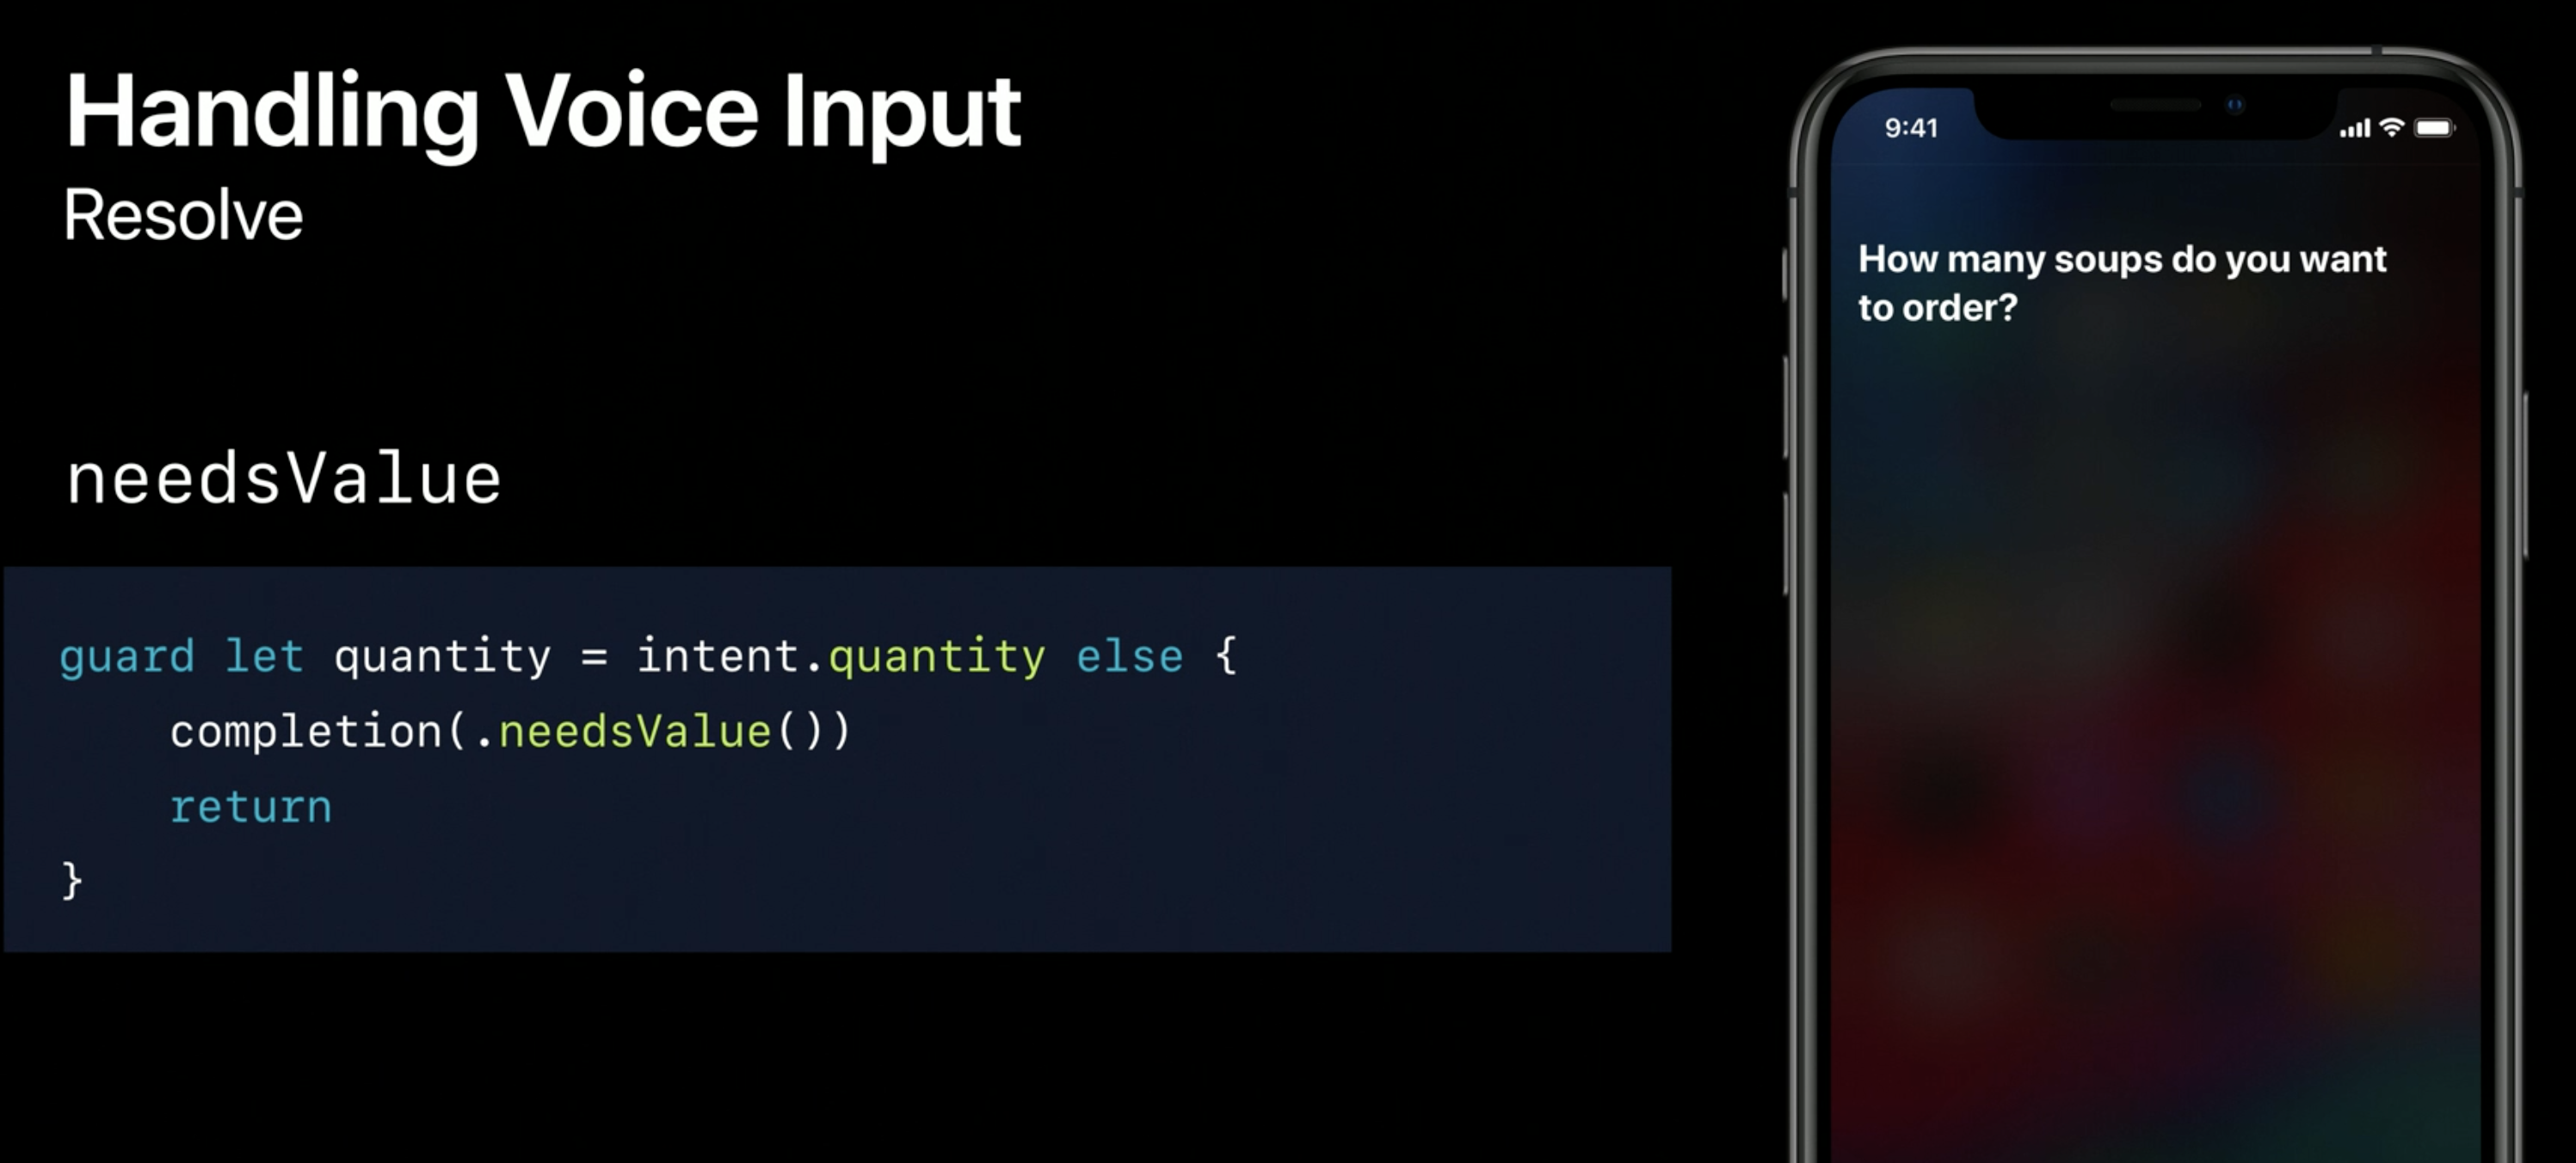 Handling Voice Input
Resolve
needsValue
guard let quantity = intent.quantity else {
completion(.needsValue())
return
}
9:41
How many soups do you want
to order?